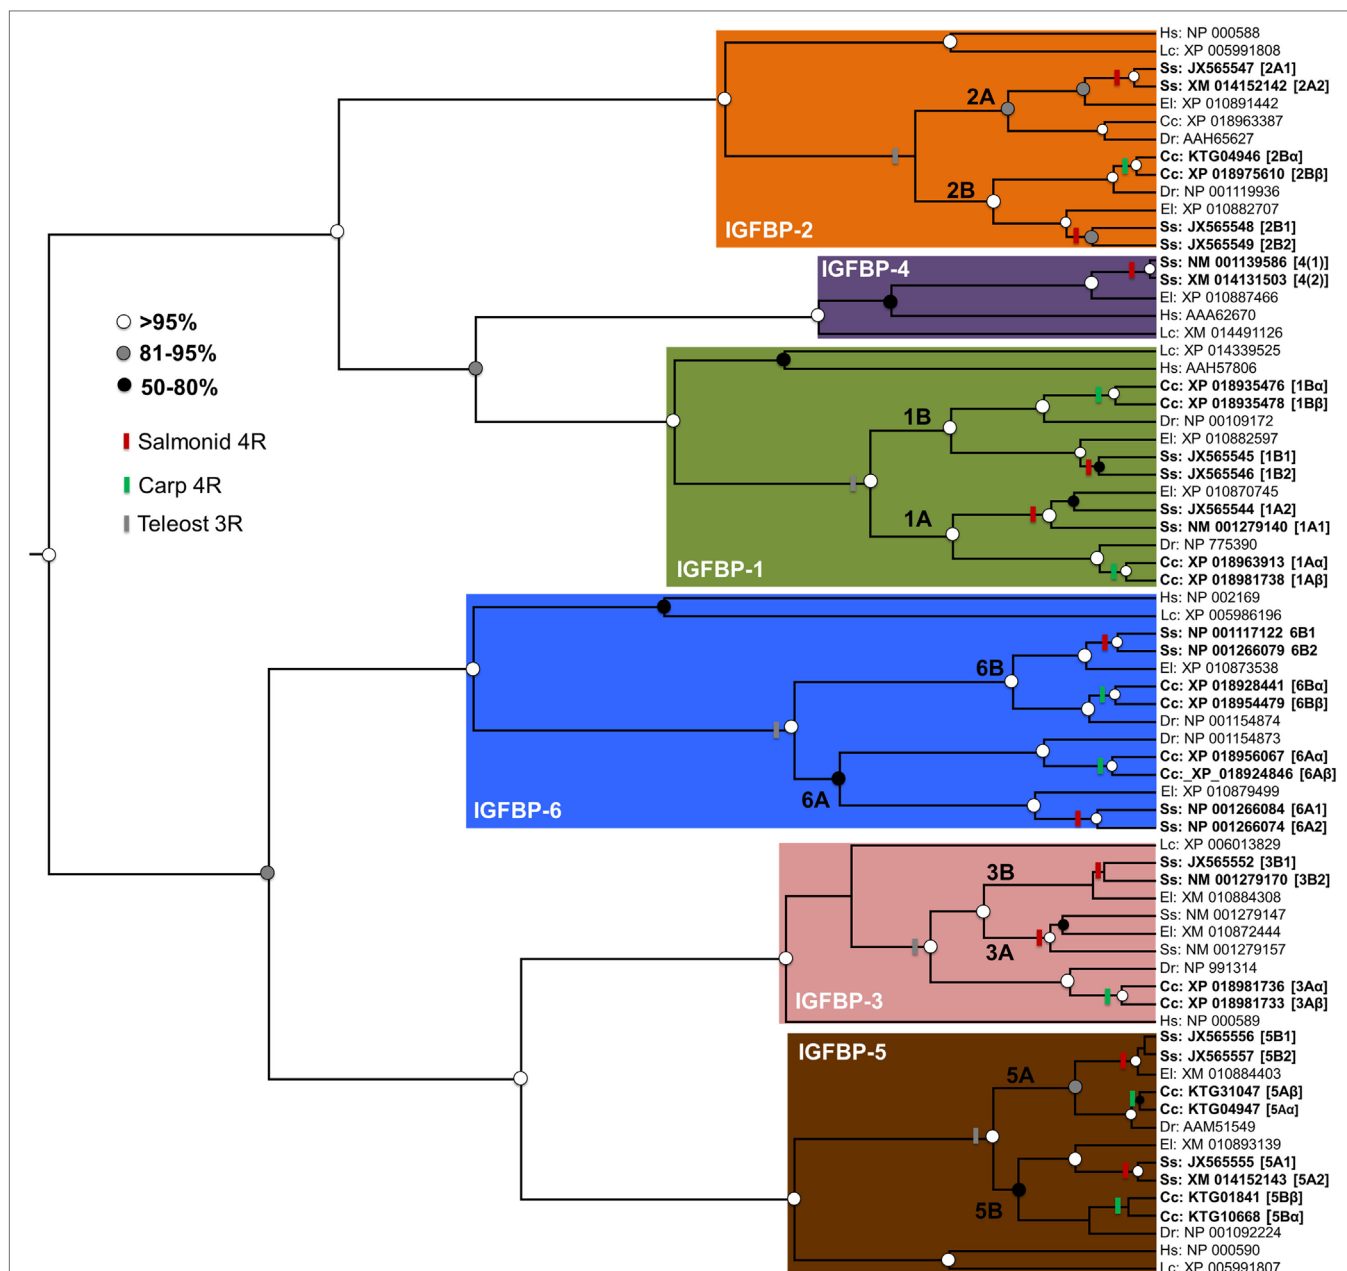 Hs: NP 000588
Lc: XP 005991808
Ss: JX565547 [2A1]
Ss: XM 014152142 [2A2]
2A
El: XP 010891442
Cc: XP 018963387
Dr: AAH65627
Cc: KTG04946 [2Bα]
Cc: XP 018975610 [2Bβ]
2B
Dr: NP 001119936
El: XP 010882707
Ss: JX565548 [2B1]
IGFBP-2
Ss: JX565549 [2B2]
Ss: NM 001139586 [4(1)]
IGFBP-4
Ss: XM 014131503 [4(2)]
El: XP 010887466
Hs: AAA62670
Lc: XM 014491126
>95%
81-95%
50-80%
Salmonid 4R
Carp 4R
Teleost 3R
Lc: XP 014339525
Hs: AAH57806
Cc: XP 018935476 [1Bα]
Cc: XP 018935478 [1Bβ]
1B
Dr: NP 00109172
El: XP 010882597
Ss: JX565545 [1B1]
Ss: JX565546 [1B2]
El: XP 010870745
Ss: JX565544 [1A2]
1A
Ss: NM 001279140 [1A1]
Dr: NP 775390
Cc: XP 018963913 [1Aα]
IGFBP-1
Cc: XP 018981738 [1Aβ]
Hs: NP 002169
Lc: XP 005986196
Ss: NP 001117122 6B1
Ss: NP 001266079 6B2
6B
El: XP 010873538
Cc: XP 018928441 [6Bα]
Cc: XP 018954479 [6Bβ]
Dr: NP 001154874
Dr: NP 001154873
Cc: XP 018956067 [6Aα]
Cc:_XP_018924846 [6Aβ]
6A
El: XP 010879499
IGFBP-6
Ss: NP 001266084 [6A1]
Ss: NP 001266074 [6A2]
Lc: XP 006013829
Ss: JX565552 [3B1]
3B
Ss: NM 001279170 [3B2]
El: XM 010884308
Ss: NM 001279147
El: XM 010872444
3A
Ss: NM 001279157
Dr: NP 991314
Cc: XP 018981736 [3Aα]
IGFBP-3
Cc: XP 018981733 [3Aβ]
Hs: NP 000589
Ss: JX565556 [5B1]
IGFBP-5
Ss: JX565557 [5B2]
5A
El: XM 010884403
Cc: KTG31047 [5Aβ]
Cc: KTG04947 [5Aα]
Dr: AAM51549
El: XM 010893139
Ss: JX565555 [5A1]
Ss: XM 014152143 [5A2]
Cc: KTG01841 [5Bβ]
5B
Cc: KTG10668 [5Bα]
Dr: NP 001092224
Hs: NP 000590
Lc: XP 005991807